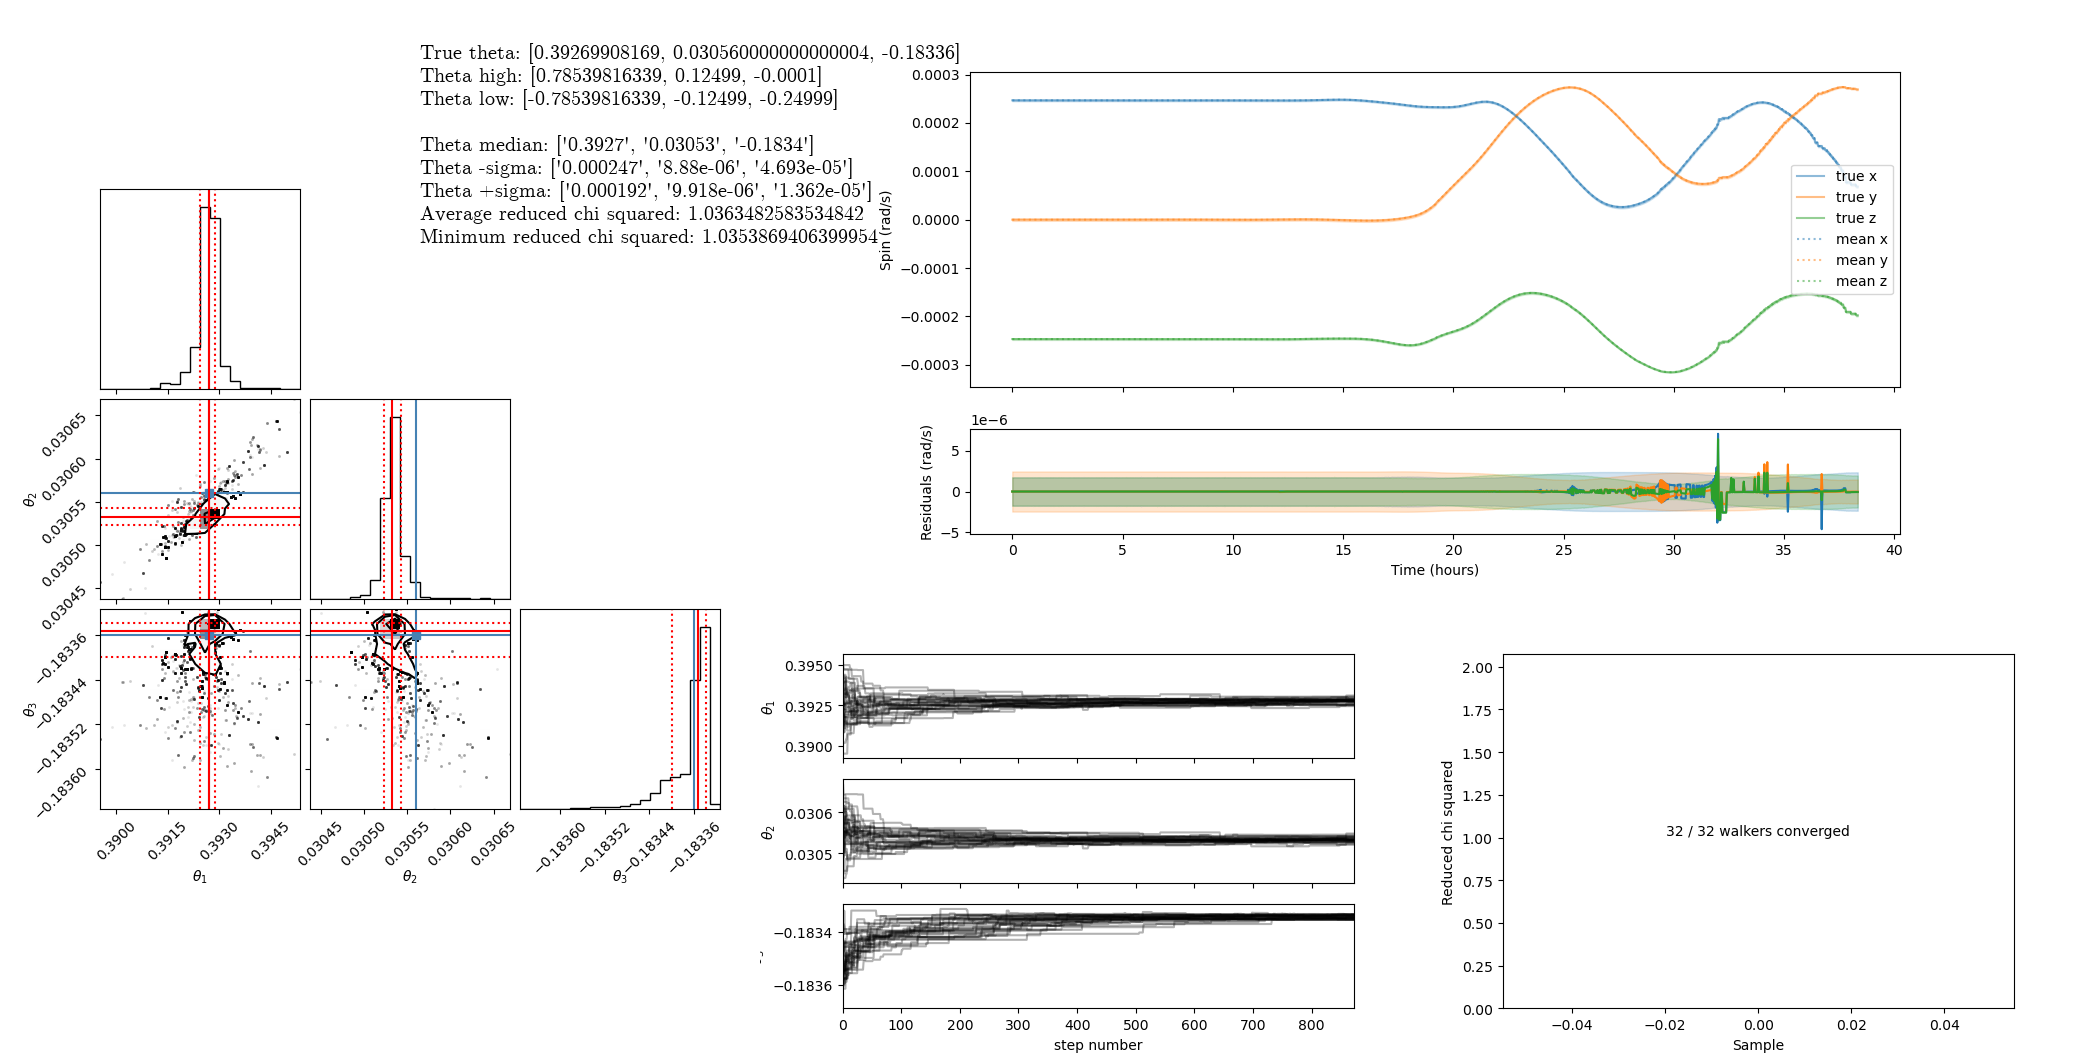 True theta: [0.39269908169, 0.030560000000000004, -0.18336]
Theta high: [0.78539816339, 0.12499, -0.0001]
Theta low: [-0.78539816339, -0.12499, -0.24999]
Theta median: ['0.3927', '0.03053', '-0.1834']
Theta -sigma: ['0.000247', '8.88e-06', '4.693e-05']
Theta +sigma: ['0.000192', '9.918e-06', '1.362e-05']
Average reduced chi squared: 1.0363482583534842
Minimum reduced chi squared: 1.0353869406399954
0.0003
0.0002
0.0001
0.0000
−0.0001
−0.0002
−0.0003
Spin (rad/s)
true x
true y
true z
mean x
mean y
mean z
1e−6
5
0
−5
Residuals (rad/s)
0 5 10 15 20 25 30 35 40
Time (hours)
0.03065
0.03060
0.03055
0.03050
0.03045
θ2
−0.18336
−0.18344
−0.18352
−0.18360
θ3
0.3900 0.3915 0.3930 0.3945
θ1
0.03045 0.03050 0.03055 0.03060 0.03065
θ2
−0.18360 −0.18352 −0.18344 −0.18336
θ3
0.3950
0.3925
0.3900
θ1
0.0306
0.0305
θ2
−0.1834
−0.1836
0 100 200 300 400 500 600 700 800
step number
2.00
1.75
1.50
1.25
1.00
0.75
0.50
0.25
0.00
Reduced chi squared
32 / 32 walkers converged
−0.04 −0.02 0.00 0.02 0.04
Sample